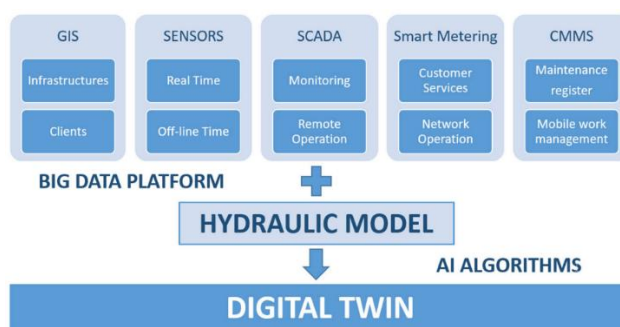 GIS
SENSORS
SCADA
Smart Metering
CMMS
Infrastructures
Real Time
Monitoring
Customer
Services
Maintenance
register
Clients
Off-line Time
Remote
Operation
Network
Operation
Mobile work
management
BIG DATA PLATFORM
HYDRAULIC MODEL
AI ALGORITHMS
DIGITAL TWIN